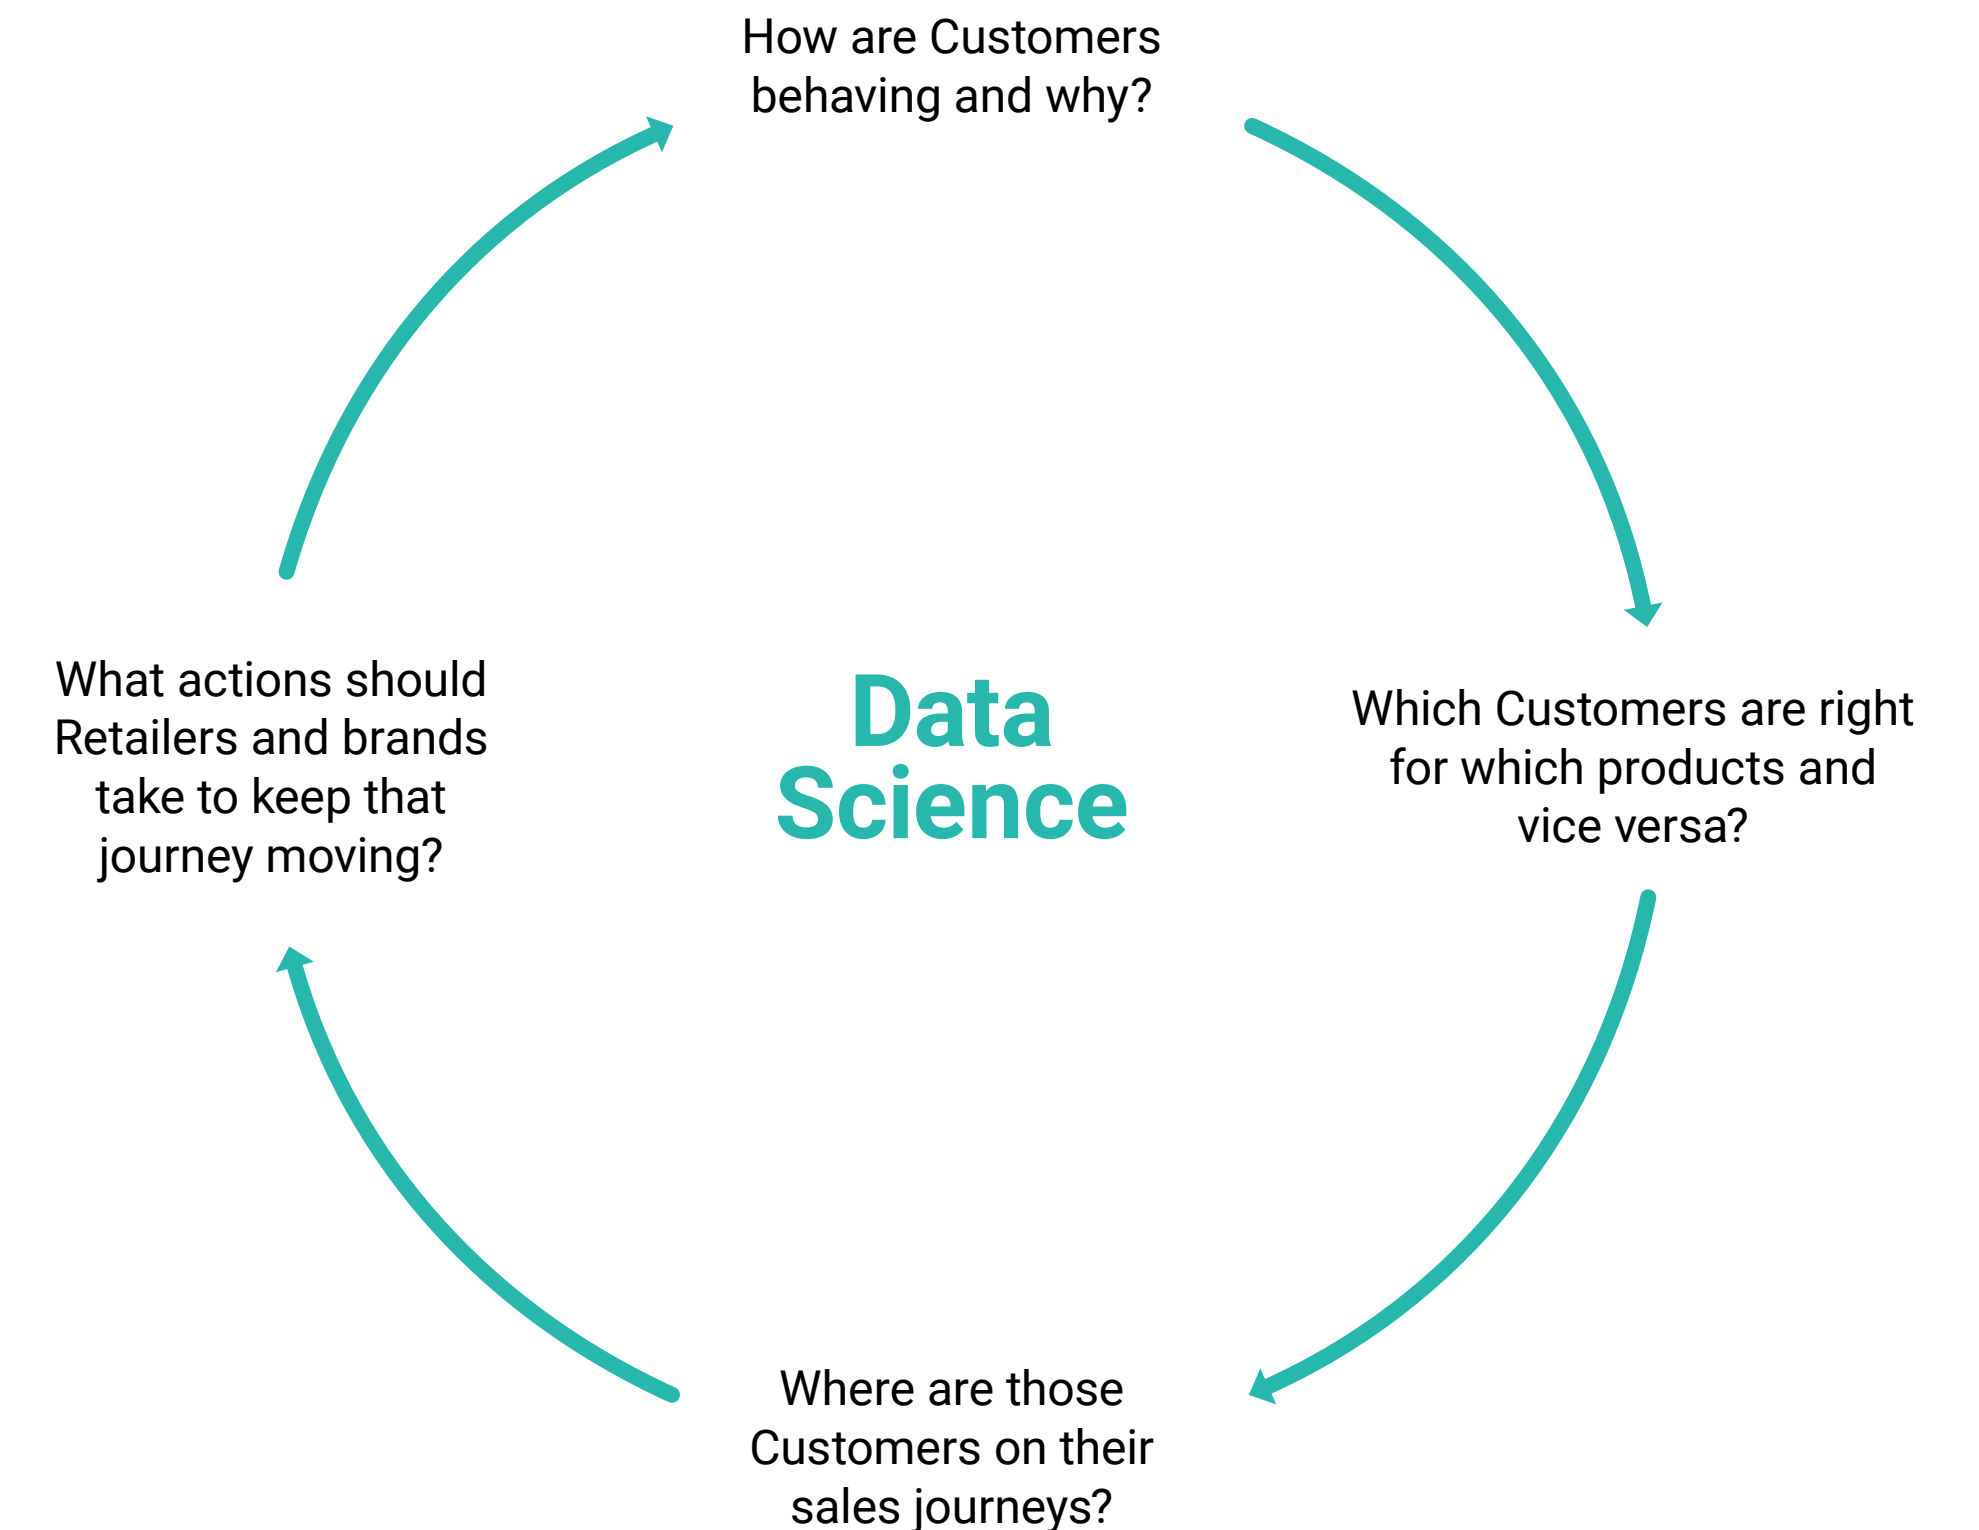 How are Customers
behaving and why?
What actions should
Retailers and brands
take to keep that
journey moving?
Data
Science
Which Customers are right
for which products and
vice versa?
Where are those
Customers on their
sales journeys?